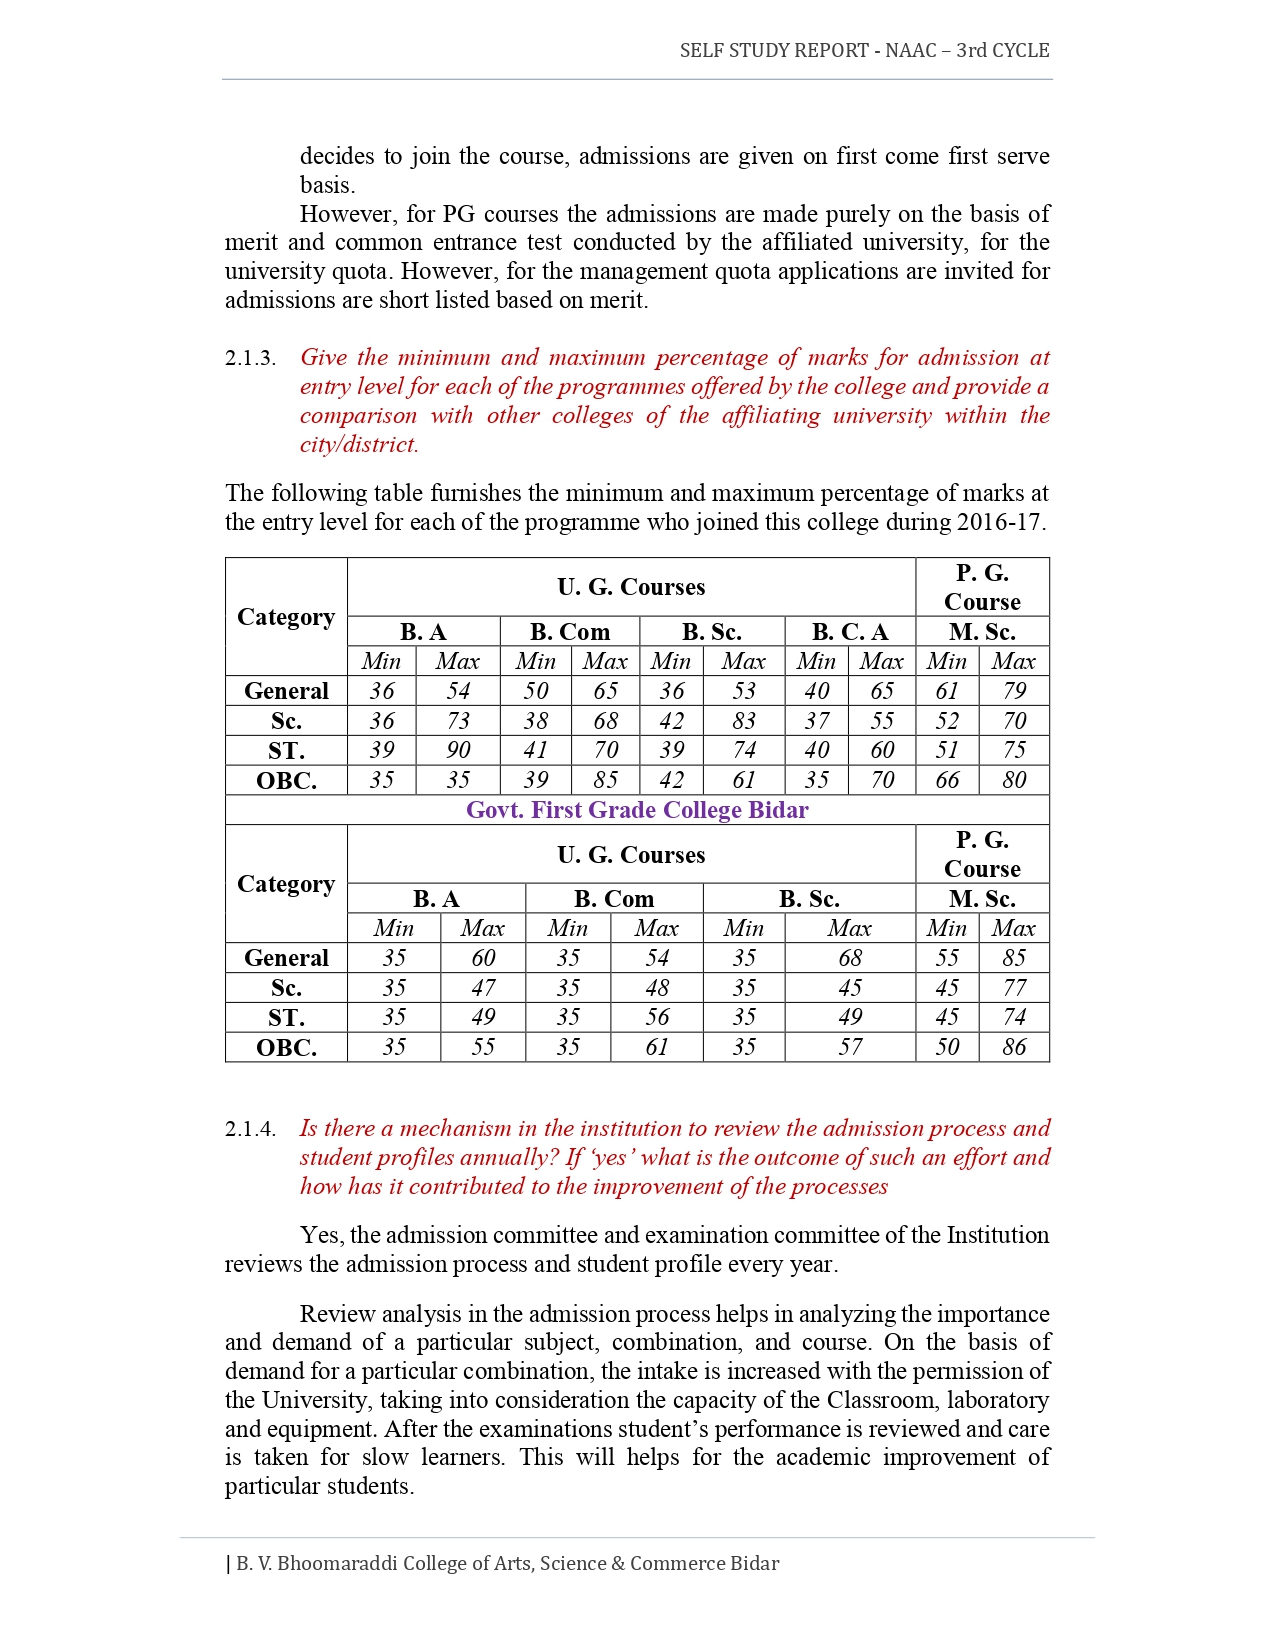 SELF STUDY REPORT - NAAC – 3rd CYCLE
decides to join the course, admissions are given on first come first serve
basis.
However, for PG courses the admissions are made purely on the basis of
merit and common entrance test conducted by the affiliated university, for the
university quota. However, for the management quota applications are invited for
admissions are short listed based on merit.
2.1.3. Give the minimum and maximum percentage of marks for admission at
entry level for each of the programmes offered by the college and provide a
comparison with other colleges of the affiliating university within the
city/district.
The following table furnishes the minimum and maximum percentage of marks at
the entry level for each of the programme who joined this college during 2016-17.
Category U. G. Courses P. G. Course
B. A B. Com B. Sc. B. C. A M. Sc.
Min Max Min Max Min Max Min Max Min Max
General 36 54 50 65 36 53 40 65 61 79
Sc. 36 73 38 68 42 83 37 55 52 70
ST. 39 90 41 70 39 74 40 60 51 75
OBC. 35 35 39 85 42 61 35 70 66 80
Govt. First Grade College Bidar
Category U. G. Courses P. G. Course
B. A B. Com B. Sc. M. Sc.
Min Max Min Max Min Max Min Max
General 35 60 35 54 35 68 55 85
Sc. 35 47 35 48 35 45 45 77
ST. 35 49 35 56 35 49 45 74
OBC. 35 55 35 61 35 57 50 86
2.1.4. Is there a mechanism in the institution to review the admission process and
student profiles annually? If ‘yes’ what is the outcome of such an effort and
how has it contributed to the improvement of the processes
Yes, the admission committee and examination committee of the Institution
reviews the admission process and student profile every year.
Review analysis in the admission process helps in analyzing the importance
and demand of a particular subject, combination, and course. On the basis of
demand for a particular combination, the intake is increased with the permission of
the University, taking into consideration the capacity of the Classroom, laboratory
and equipment. After the examinations student’s performance is reviewed and care
is taken for slow learners. This will helps for the academic improvement of
particular students.
| B. V. Bhoomaraddi College of Arts, Science & Commerce Bidar